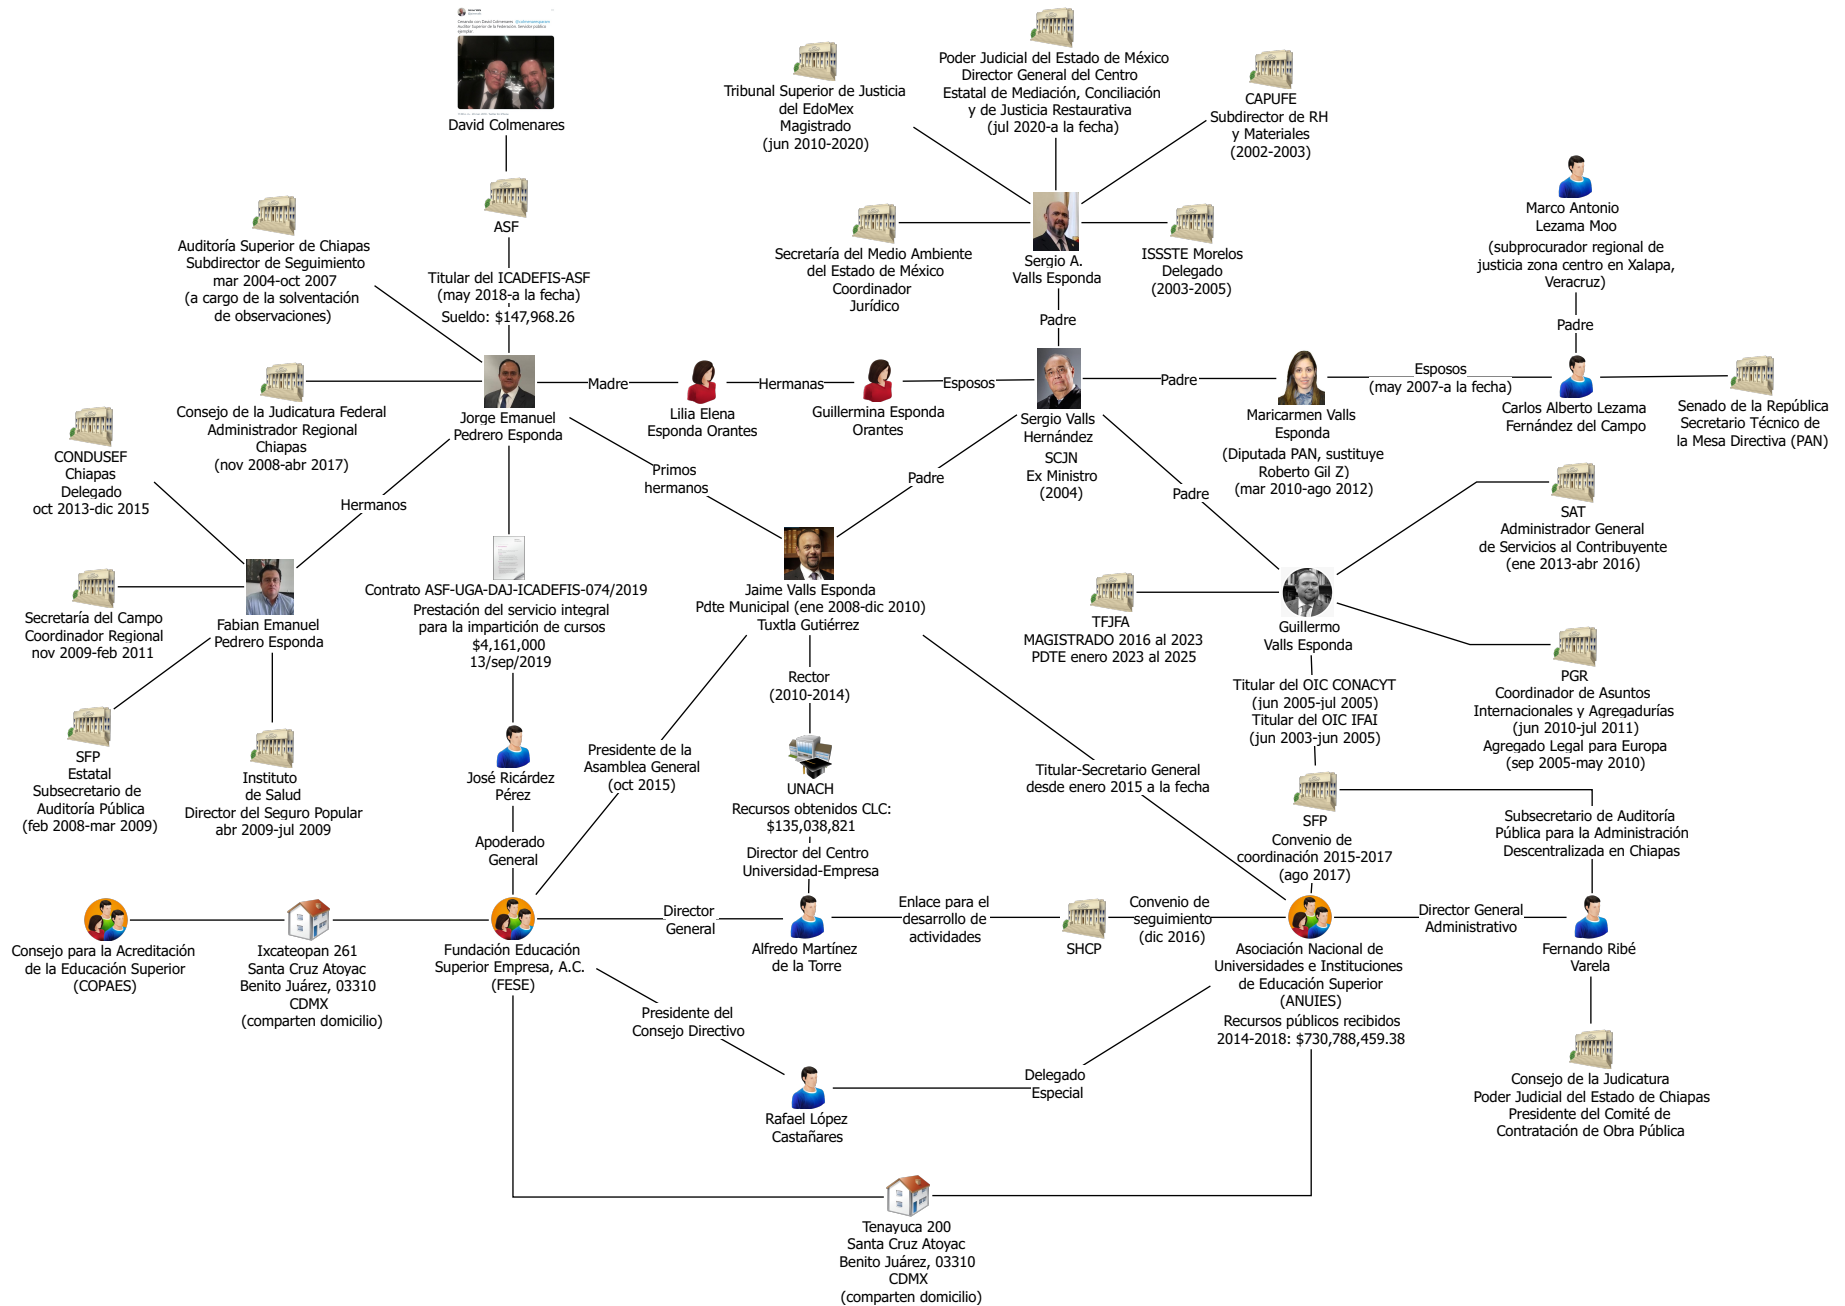 Cenando con David Colmenares
Auditor Superior de la Federación. Servidor público
ejemplar
David Colmenares
ASF
Titular del ICADEFIS-ASF
(may 2018-a la fecha)
Sueldo: $147,968.26
Auditoría Superior de Chiapas
Subdirector de Seguimiento
mar 2004-oct 2007
(a cargo de la solventación
de observaciones)
Consejo de la Judicatura Federal
Administrador Regional
Chiapas
(nov 2008-abr 2017)
Jorge Emanuel
Pedrero Esponda
Madre
Lilia Elena
Esponda Orantes
Hermanas
Guillermina Esponda
Orantes
Esposos
Tribunal Superior de Justicia
del EdoMex
Magistrado
(jun 2010-2020)
Poder Judicial del Estado de México
Director General del Centro
Estatal de Mediación, Conciliación
y de Justicia Restaurativa
(jul 2020-a la fecha)
CAPUFE
Subdirector de RH
y Materiales
(2002-2003)
Secretaría del Medio Ambiente
del Estado de México
Coordinador
Jurídico
Sergio A.
Valls Esponda
ISSSTE Morelos
Delegado
(2003-2005)
Padre
Sergio Valls
Hernández
SCJN
Ex Ministro
(2004)
Padre
Maricarmen Valls
Esponda
(Diputada PAN, sustituye
Roberto Gil Z)
(mar 2010-ago 2012)
Esposos
(may 2007-a la fecha)
Marco Antonio
Lezama Moo
(subprocurador regional de
justicia zona centro en Xalapa,
Veracruz)
Padre
Carlos Alberto Lezama
Fernández del Campo
Senado de la República
Secretario Técnico de
la Mesa Directiva (PAN)
CONDUSEF
Chiapas
Delegado
oct 2013-dic 2015
Hermanos
Primos
hermanos
Padre
Padre
SAT
Administrador General
de Servicios al Contribuyente
(ene 2013-abr 2016)
Secretaría del Campo
Coordinador Regional
nov 2009-feb 2011
Fabian Emanuel
Pedrero Esponda
Contrato ASF-UGA-DAJ-ICADEFIS-074/2019
Prestación del servicio integral
para la impartición de cursos
$4,161,000
13/sep/2019
Jaime Valls Esponda
Pdte Municipal (ene 2008-dic 2010)
Tuxtla Gutiérrez
TFJFA
MAGISTRADO 2016 al 2023
PDTE enero 2023 al 2025
Guillermo
Valls Esponda
PGR
Coordinador de Asuntos
Internacionales y Agregadurías
(jun 2010-jul 2011)
Agregado Legal para Europa
(sep 2005-may 2010)
Titular del OIC CONACYT
(jun 2005-jul 2005)
Titular del OIC IFAI
(jun 2003-jun 2005)
SFP
Estatal
Subsecretario de
Auditoría Pública
(feb 2008-mar 2009)
Instituto
de Salud
Director del Seguro Popular
abr 2009-jul 2009
José Ricárdez
Pérez
Apoderado
General
Presidente de la
Asamblea General
(oct 2015)
Rector
(2010-2014)
UNACH
Recursos obtenidos CLC:
$135,038,821
Director del Centro
Universidad-Empresa
Titular-Secretario General
desde enero 2015 a la fecha
SFP
Convenio de
coordinación 2015-2017
(ago 2017)
Subsecretario de Auditoría
Pública para la Administración
Descentralizada en Chiapas
Consejo para la Acreditación
de la Educación Superior
(COPAES)
Ixcateopan 261
Santa Cruz Atoyac
Benito Juárez, 03310
CDMX
(comparten domicilio)
Fundación Educación
Superior Empresa, A.C.
(FESE)
Director
General
Alfredo Martínez
de la Torre
Enlace para el
desarrollo de
actividades
SHCP
Convenio de
seguimiento
(dic 2016)
Asociación Nacional de
Universidades e Instituciones
de Educación Superior
(ANUIES)
Recursos públicos recibidos
2014-2018: $730,788,459.38
Director General
Administrativo
Fernando Ribé
Varela
Presidente del
Consejo Directivo
Rafael López
Castañares
Delegado
Especial
Consejo de la Judicatura
Poder Judicial del Estado de Chiapas
Presidente del Comité de
Contratación de Obra Pública
Tenayuca 200
Santa Cruz Atoyac
Benito Juárez, 03310
CDMX
(comparten domicilio)